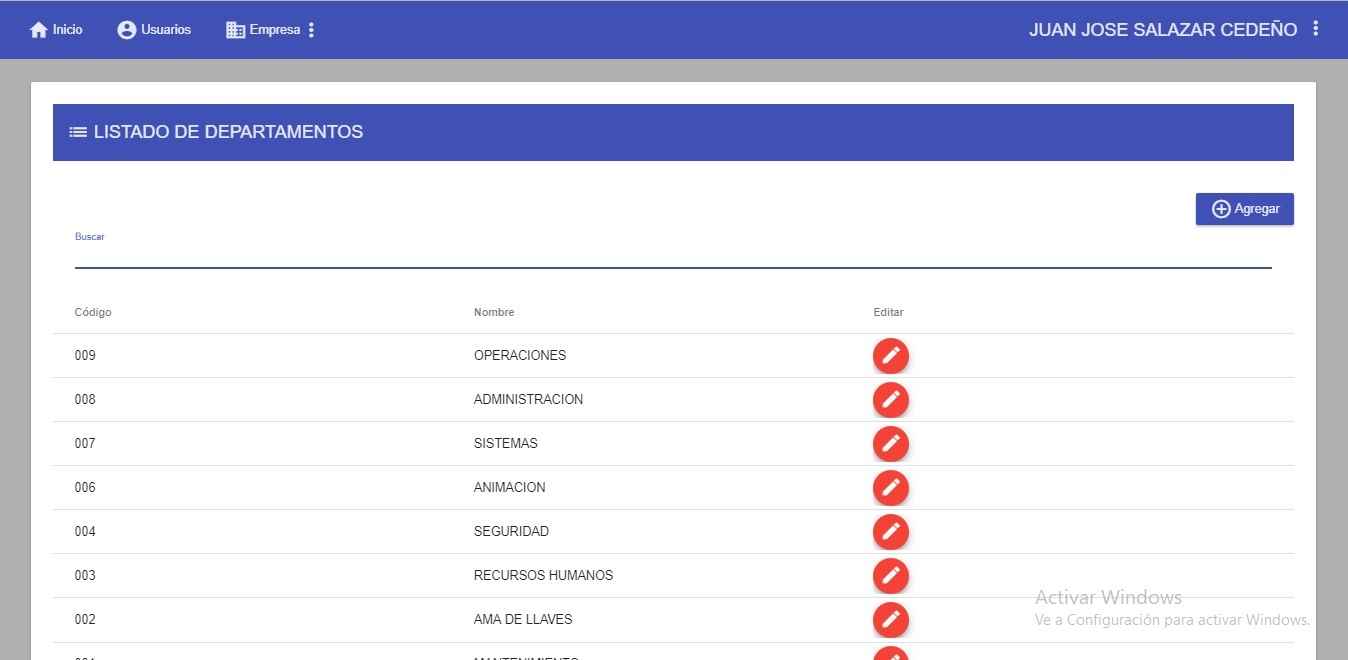 Inicio Usuarios Empresa JUAN JOSE SALAZAR CEDEÑO
LISTADO DE DEPARTAMENTOS
Agregar
Buscar
Código Nombre Editar
009 OPERACIONES
008 ADMINISTRACION
007 SISTEMAS
006 ANIMACION
004 SEGURIDAD
003 RECURSOS HUMANOS
002 AMA DE LLAVES
001 MANTENIMIENTO
Activar Windows
Ve a Configuración para activar Windows.